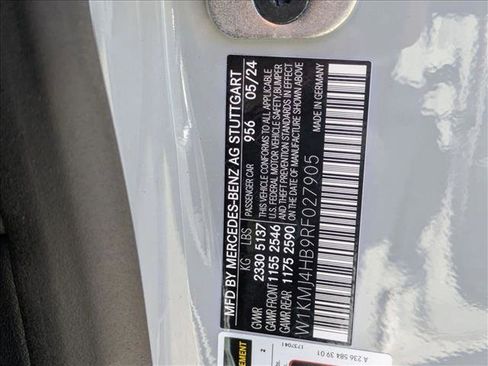 MFD BY MERCEDES-BENZ AG STUTTGART
PASSENGER CAR 956 05/24
KG LBS
GVWR 2330 5137
GAWR FRONT 1155 2546
GAWR REAR 1175 2590
THIS VEHICLE CONFORMS TO ALL APPLICABLE
U.S. FEDERAL MOTOR VEHICLE SAFETY, BUMPER
AND THEFT PREVENTION STANDARDS IN EFFECT
ON THE DATE OF MANUFACTURE SHOWN ABOVE
W1KMJ4HB9RF027905
MADE IN GERMANY
A 236 584 39 01
1737041
2